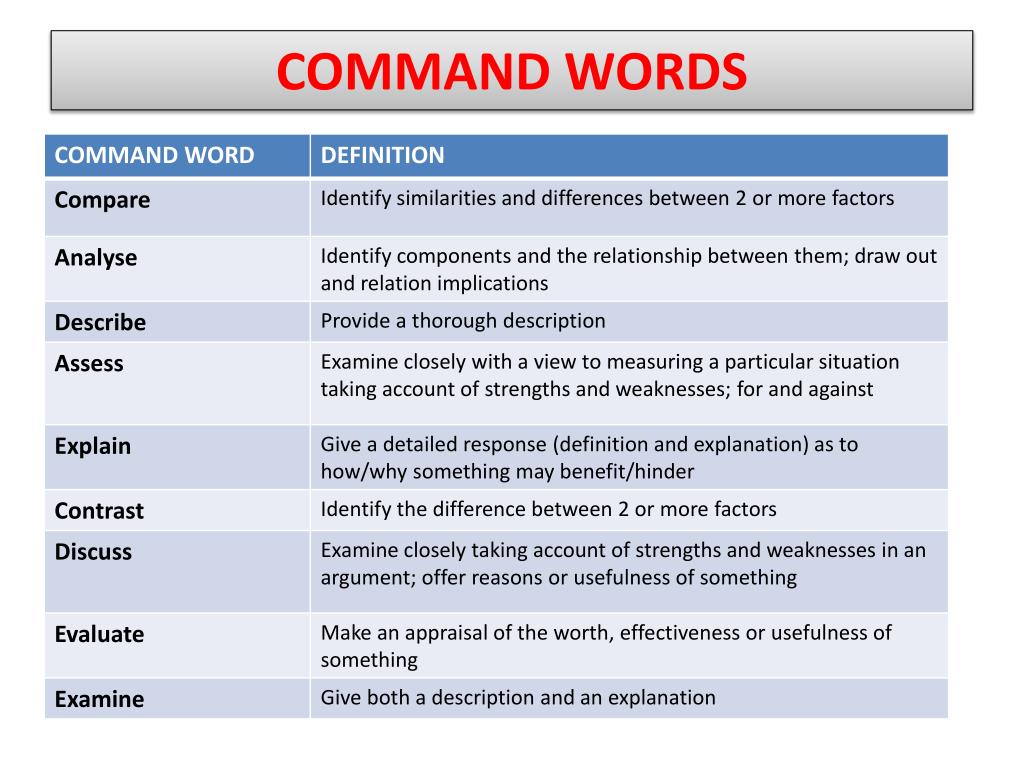 COMMAND WORDS
COMMAND WORD DEFINITION
Compare Identify similarities and differences between 2 or more factors
Analyse Identify components and the relationship between them; draw out
and relation implications
Describe Provide a thorough description
Assess Examine closely with a view to measuring a particular situation
taking account of strengths and weaknesses; for and against
Explain Give a detailed response (definition and explanation) as to
how/why something may benefit/hinder
Contrast Identify the difference between 2 or more factors
Discuss Examine closely taking account of strengths and weaknesses in an
argument; offer reasons or usefulness of something
Evaluate Make an appraisal of the worth, effectiveness or usefulness of
something
Examine Give both a description and an explanation